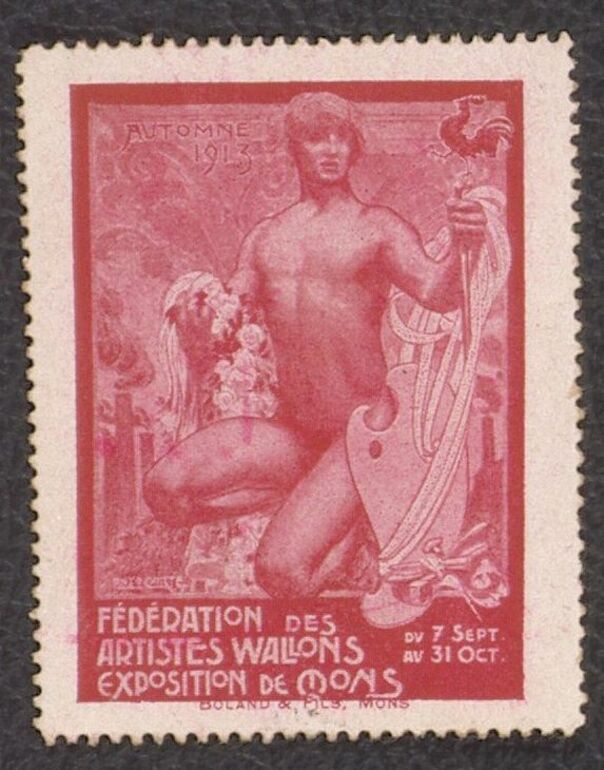 AUTOMNE
1913
FÉDÉRATION DES
ARTISTES WALLONS
EXPOSITION DE MONS
DU 7 SEPT.
AU 31 OCT.
BOLAND & FILS, MONS